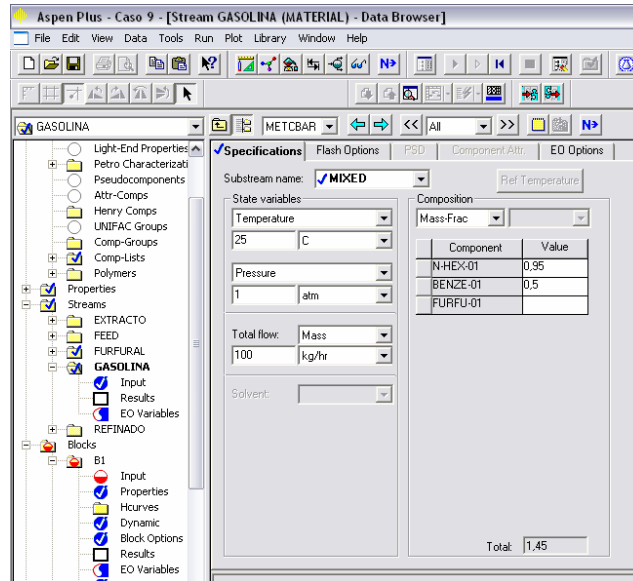 Aspen Plus - Caso 9 - [Stream GASOLINA (MATERIAL) - Data Browser]
File Edit View Data Tools Run Plot Library Window Help
N>
GASOLINA
METCBAR
<< All >>
N>
Light-End Properties
Petro Characterizati
Pseudocomponents
Attr-Comps
Henry Comps
UNIFAC Groups
Comp-Groups
Comp-Lists
Polymers
Properties
Streams
EXTRACTO
FEED
FURFURAL
GASOLINA
Input
Results
EO Variables
REFINADO
Blocks
B1
Input
Properties
Hcurves
Dynamic
Block Options
Results
EO Variables
Specifications Flash Options PSD Component Attr. EO Options
Substream name: MIXED Ref Temperature
State variables
Temperature
25 C
Pressure
1 atm
Total flow: Mass
100 kg/hr
Solvent:
Composition
Mass-Frac
Component Value
N-HEX-01 0,95
BENZE-01 0,5
FURFU-01
Total: 1,45